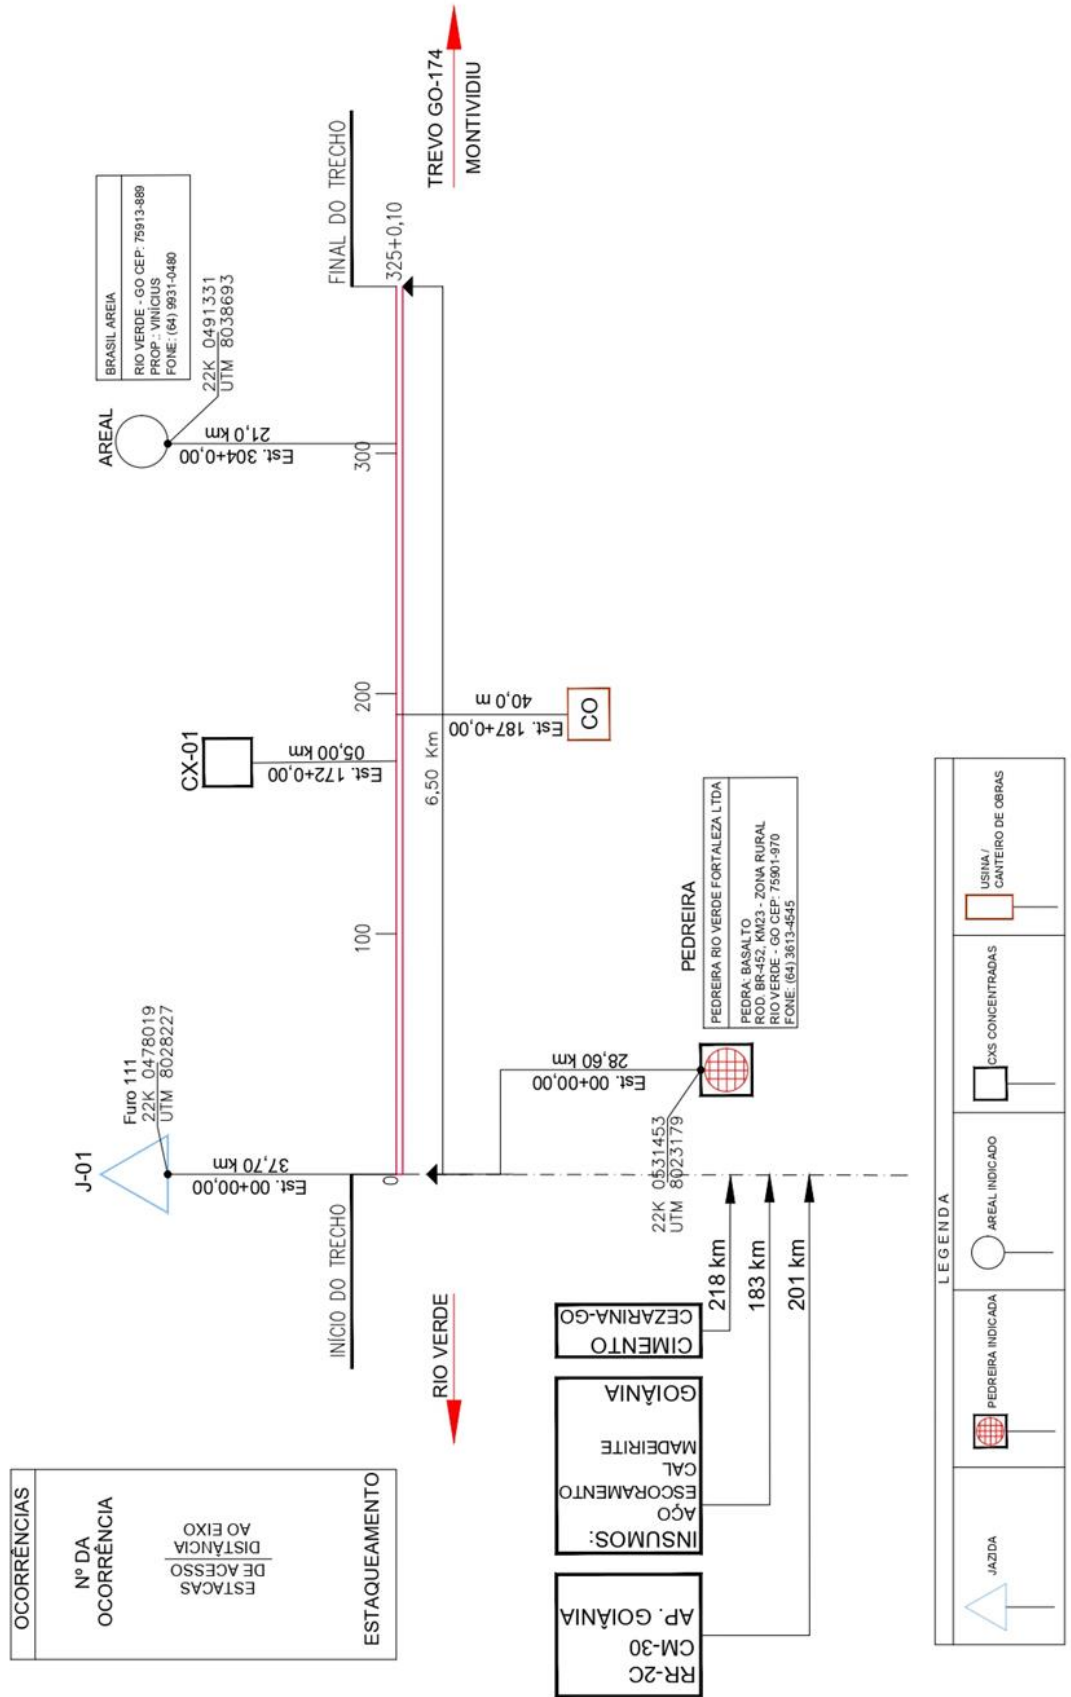 OCORRÊNCIAS
Nº DA
OCORRÊNCIA
ESTACAS
DE ACESSO
DISTÂNCIA
AO EIXO
ESTAQUEAMENTO
J-01
Furo 111
22K 0478019
UTM 8028227
Est. 00+00,00
37,70 km
CX-01
Est. 172+0,00
05,00 km
AREAL
BRASIL AREIA
RIO VERDE - GO CEP: 75913-889
PROP.: VINÍCIUS
FONE: (64) 9931-0480
22K 0491331
UTM 8038693
Est. 304+0,00
21,0 km
INÍCIO DO TRECHO
0
100
200
300
FINAL DO TRECHO
325+0,10
RIO VERDE
TREVO GO-174
MONTIVIDIU
6,50 Km
Est. 187+0,00
40,0 m
CO
Est. 00+00,00
28,60 km
22K 0531453
UTM 8023179
PEDREIRA
PEDREIRA RIO VERDE FORTALEZA LTDA
PEDRA: BASALTO
ROD. BR-452, KM23 - ZONA RURAL
RIO VERDE - GO CEP: 75901-970
FONE: (64) 3613-4545
RR-2C
CM-30
AP. GOIÂNIA
INSUMOS:
AÇO
ESCORAMENTO
CAL
MADEIRITE
GOIÂNIA
CIMENTO
CEZARINA-GO
218 km
183 km
201 km
LEGENDA
JAZIDA
PEDREIRA INDICADA
AREAL INDICADO
CXS CONCENTRADAS
USINA /
CANTEIRO DE OBRAS